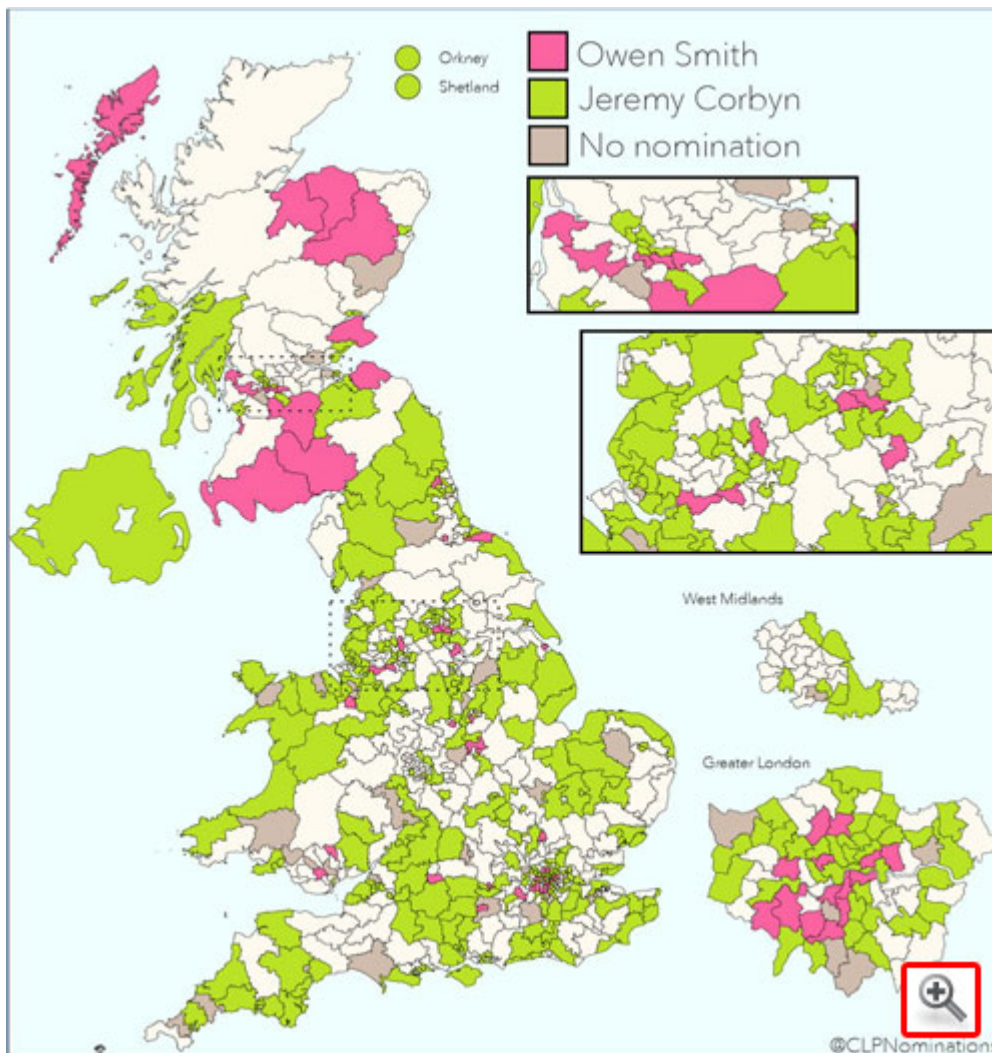 Orkney
Shetland
Owen Smith
Jeremy Corbyn
No nomination
West Midlands
Greater London
@CLPNominations